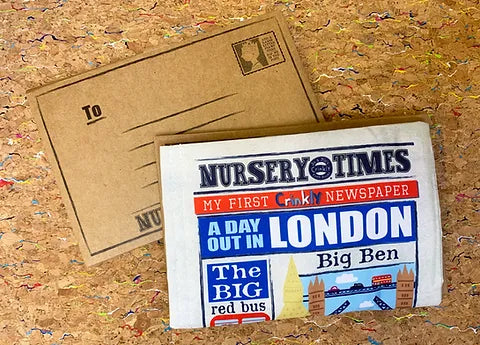 To
NU
NURSERY TIMES
MY FIRST Crinkly NEWSPAPER
A DAY
OUT IN LONDON
Big Ben
The
BIG
red bus